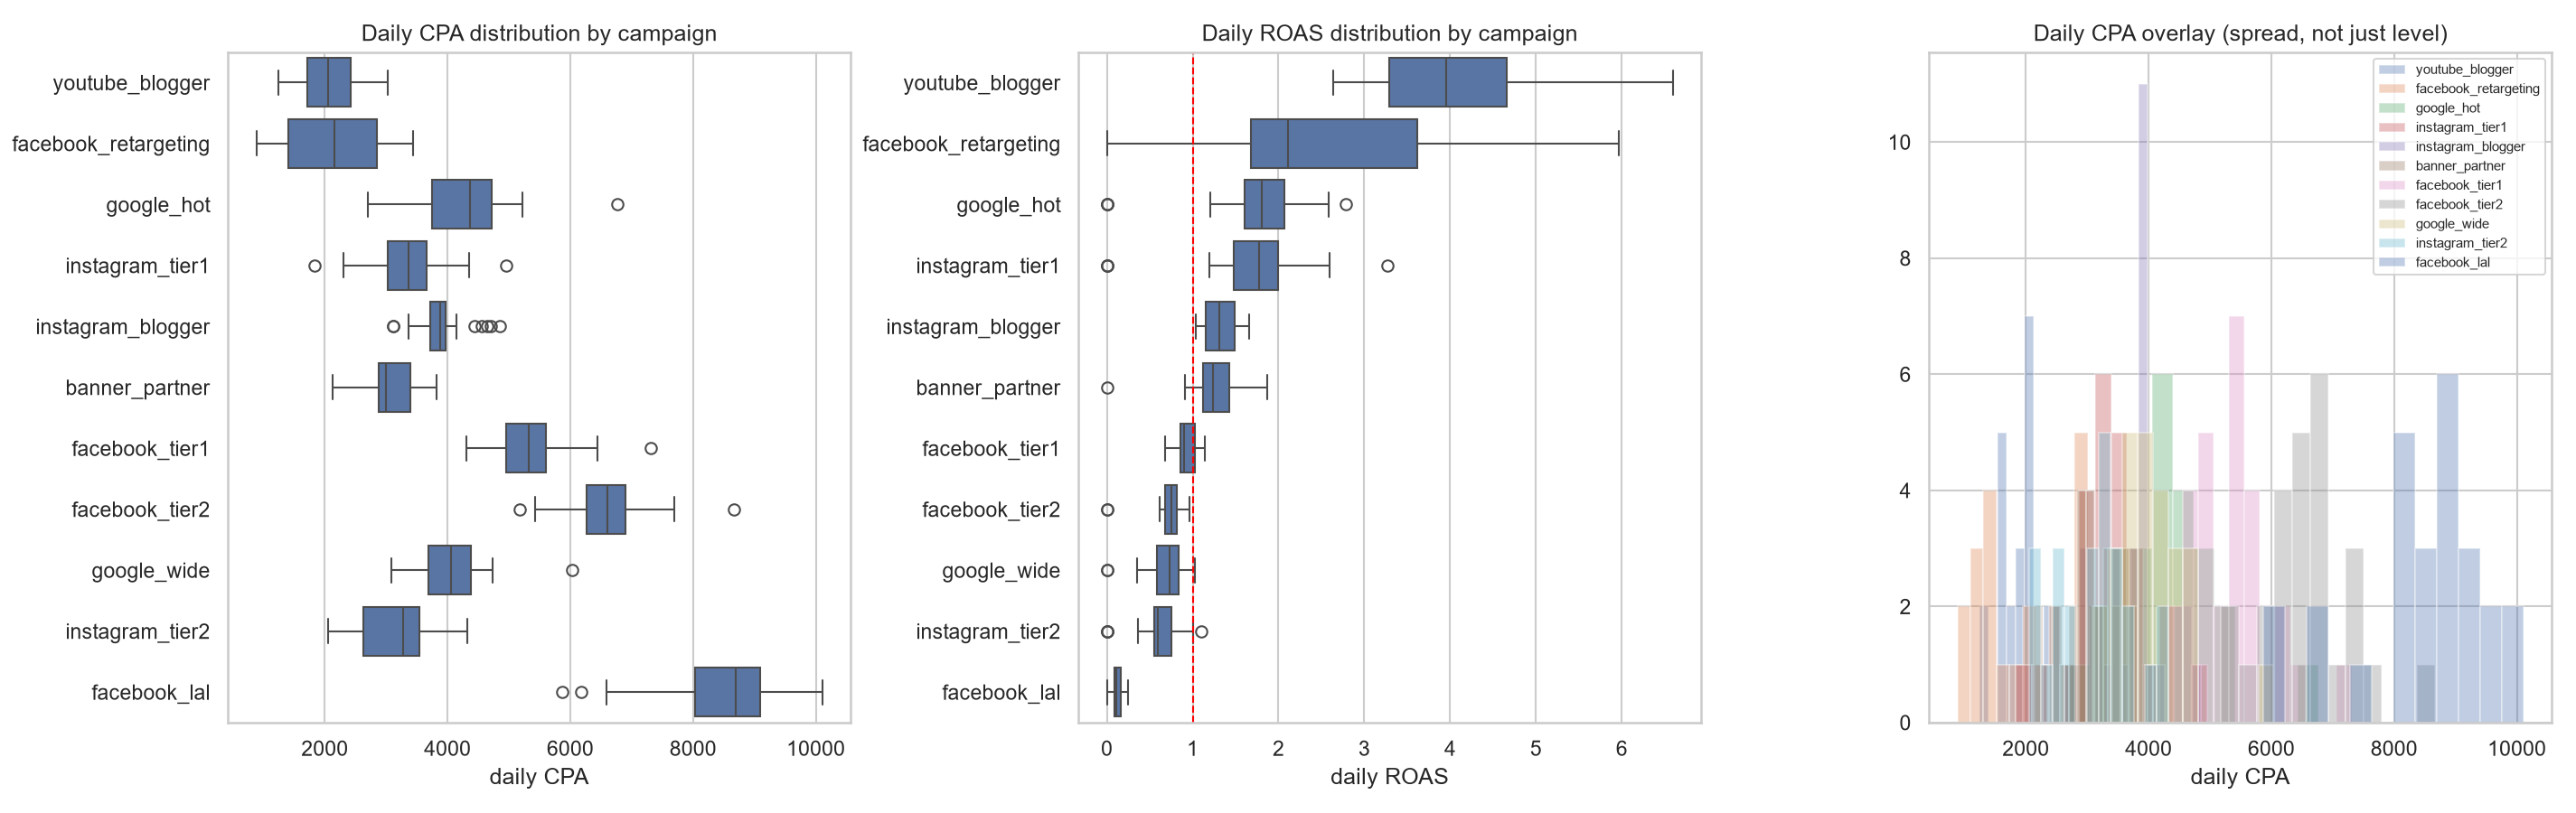 Daily CPA distribution by campaign
youtube_blogger
facebook_retargeting
google_hot
instagram_tier1
instagram_blogger
banner_partner
facebook_tier1
facebook_tier2
google_wide
instagram_tier2
facebook_lal
2000 4000 6000 8000 10000
daily CPA
Daily ROAS distribution by campaign
youtube_blogger
facebook_retargeting
google_hot
instagram_tier1
instagram_blogger
banner_partner
facebook_tier1
facebook_tier2
google_wide
instagram_tier2
facebook_lal
0 1 2 3 4 5 6
daily ROAS
Daily CPA overlay (spread, not just level)
youtube_blogger
facebook_retargeting
google_hot
instagram_tier1
instagram_blogger
banner_partner
facebook_tier1
facebook_tier2
google_wide
instagram_tier2
facebook_lal
10
8
6
4
2
0
2000 4000 6000 8000 10000
daily CPA